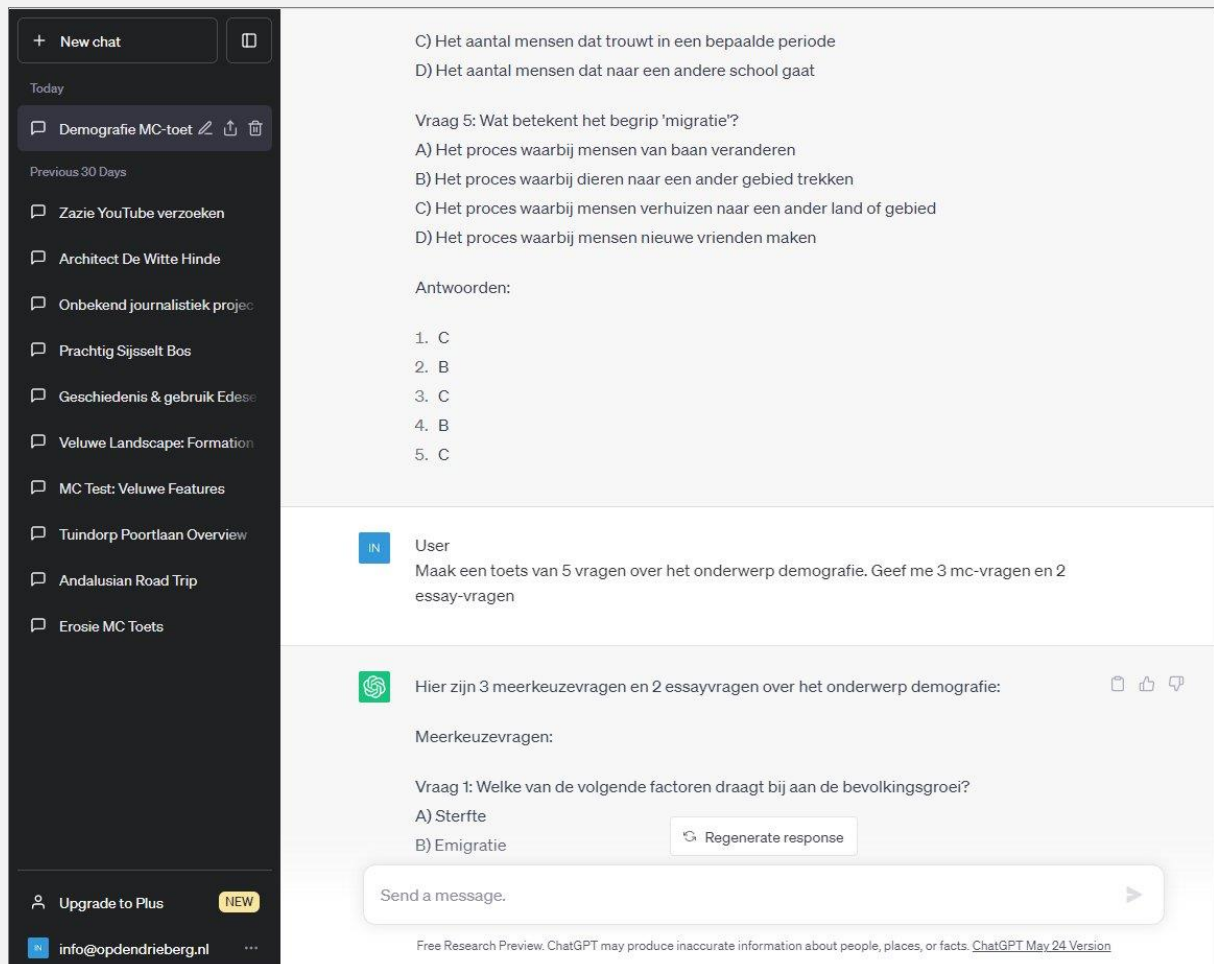 + New chat
Today
Demografie MC-toet
Previous 30 Days
Zazie YouTube verzoeken
Architect De Witte Hinde
Onbekend journalistiek projec
Prachtig Sijsselt Bos
Geschiedenis & gebruik Edese
Veluwe Landscape: Formation
MC Test: Veluwe Features
Tuindorp Poortlaan Overview
Andalusian Road Trip
Erosie MC Toets
Upgrade to Plus NEW
IN info@opdendrieberg.nl ...
C) Het aantal mensen dat trouwt in een bepaalde periode
D) Het aantal mensen dat naar een andere school gaat
Vraag 5: Wat betekent het begrip 'migratie'?
A) Het proces waarbij mensen van baan veranderen
B) Het proces waarbij dieren naar een ander gebied trekken
C) Het proces waarbij mensen verhuizen naar een ander land of gebied
D) Het proces waarbij mensen nieuwe vrienden maken
Antwoorden:
1. C
2. B
3. C
4. B
5. C
IN User
Maak een toets van 5 vragen over het onderwerp demografie. Geef me 3 mc-vragen en 2
essay-vragen
Hier zijn 3 meerkeuzevragen en 2 essayvragen over het onderwerp demografie:
Meerkeuzevragen:
Vraag 1: Welke van de volgende factoren draagt bij aan de bevolkingsgroei?
A) Sterfte
B) Emigratie
Regenerate response
Send a message.
Free Research Preview. ChatGPT may produce inaccurate information about people, places, or facts. ChatGPT May 24 Version